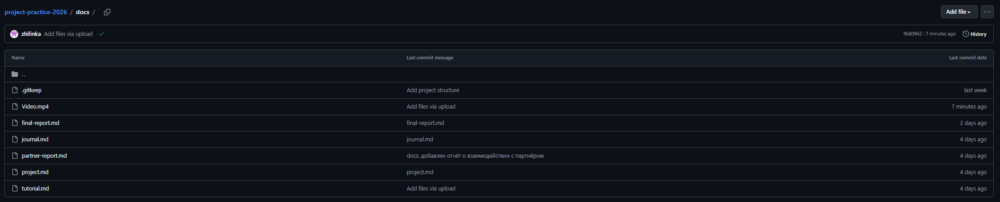 project-practice-2026 / docs /
Add file
zhilinka Add files via upload
9b80942 · 7 minutes ago History
Name Last commit message Last commit date
..
.gitkeep Add project structure last week
Video.mp4 Add files via upload 7 minutes ago
final-report.md final-report.md 2 days ago
journal.md journal.md 4 days ago
partner-report.md docs: добавлен отчёт о взаимодействии с партнёром 4 days ago
project.md project.md 4 days ago
tutorial.md Add files via upload 4 days ago